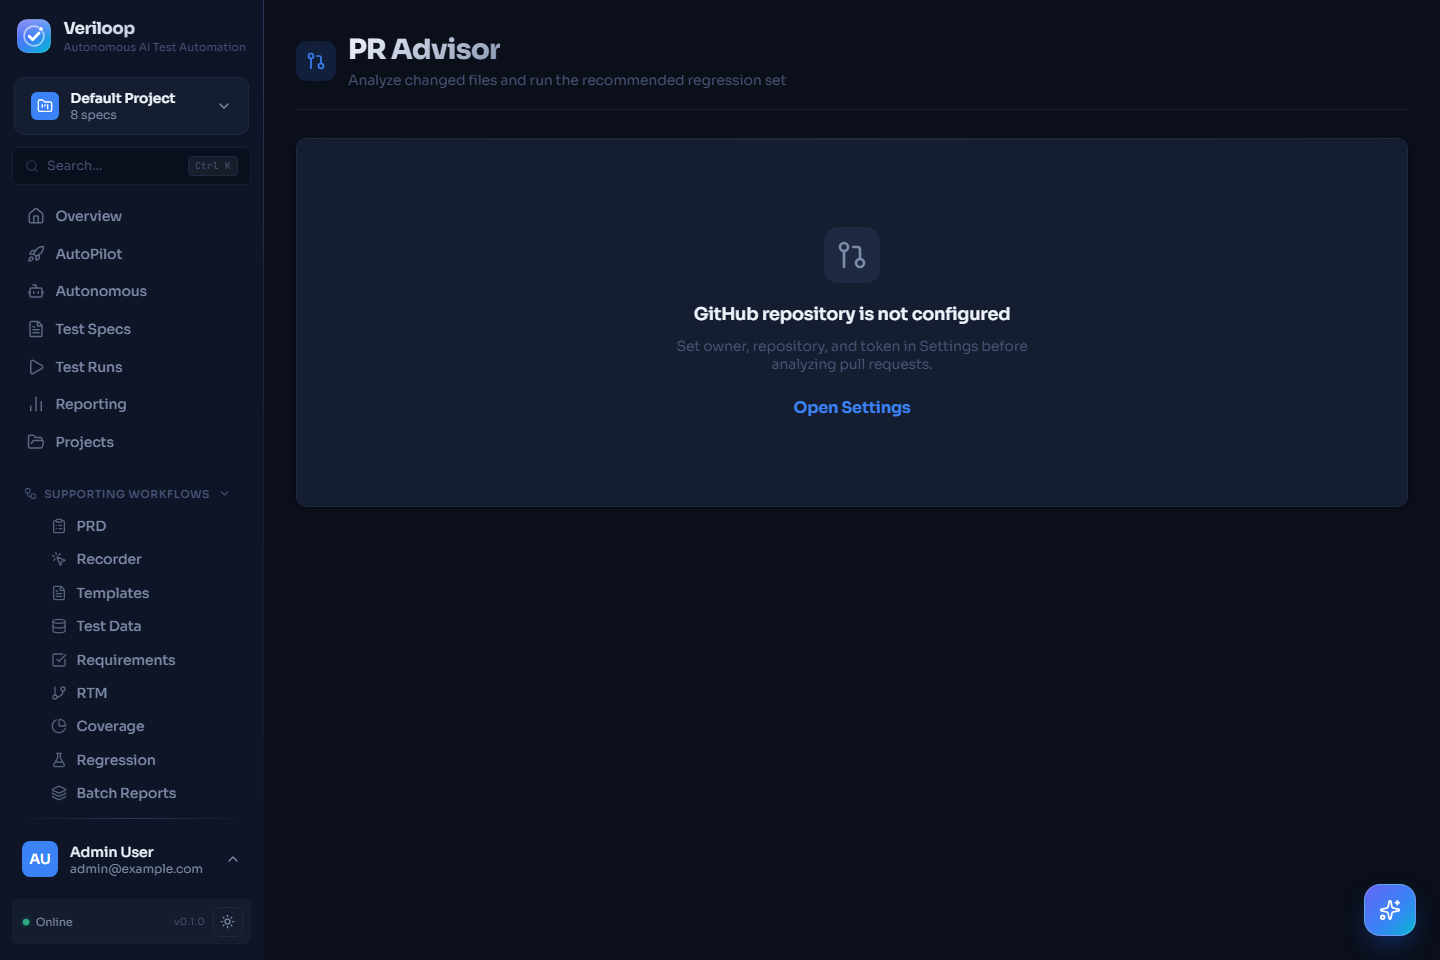 Veriloop
Autonomous AI Test Automation
Default Project
8 specs
Search...
Ctrl K
Overview
AutoPilot
Autonomous
Test Specs
Test Runs
Reporting
Projects
SUPPORTING WORKFLOWS
PRD
Recorder
Templates
Test Data
Requirements
RTM
Coverage
Regression
Batch Reports
AU
Admin User
admin@example.com
Online
v0.1.0
PR Advisor
Analyze changed files and run the recommended regression set
GitHub repository is not configured
Set owner, repository, and token in Settings before
analyzing pull requests.
Open Settings